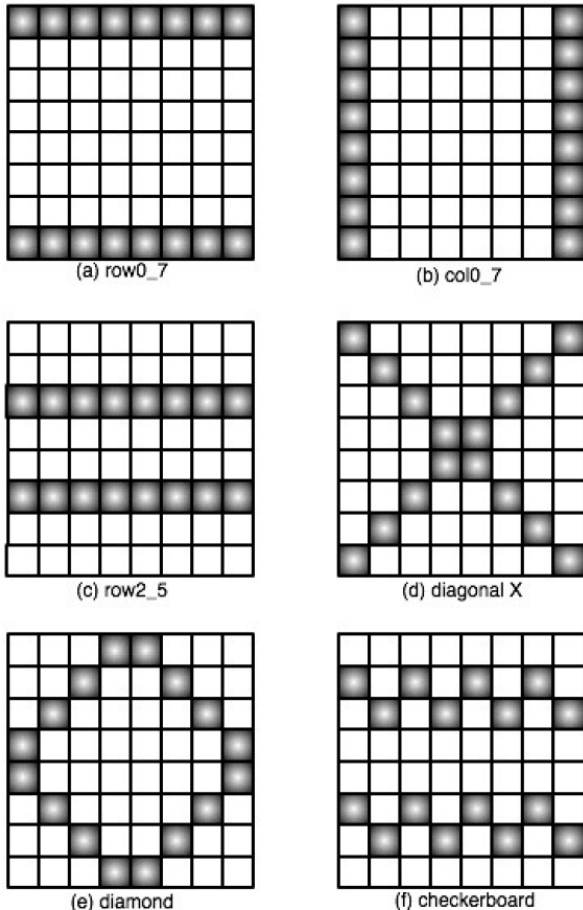 (a) row0_7
(b) col0_7
(c) row2_5
(d) diagonal X
(e) diamond
(f) checkerboard